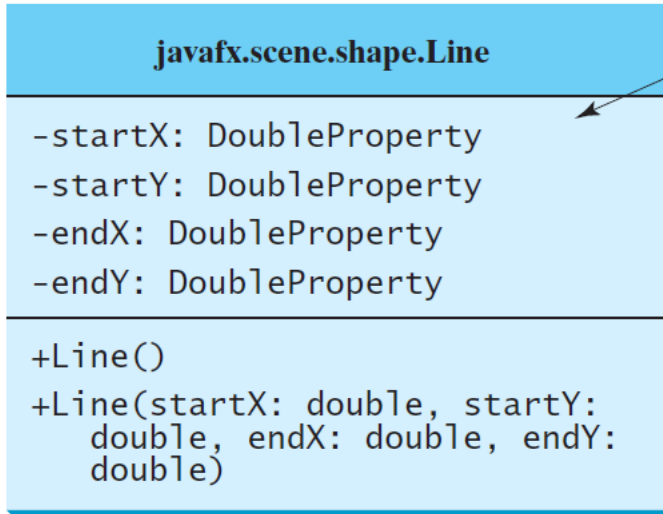 javafx.scene.shape.Line
-startX: DoubleProperty
-startY: DoubleProperty
-endX: DoubleProperty
-endY: DoubleProperty
+Line()
+Line(startX: double, startY:
double, endX: double, endY:
double)